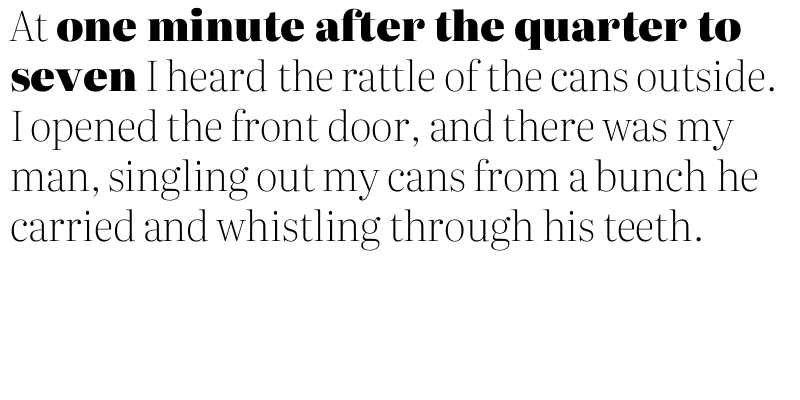 At one minute after the quarter to
seven I heard the rattle of the cans outside.
I opened the front door, and there was my
man, singling out my cans from a bunch he
carried and whistling through his teeth.